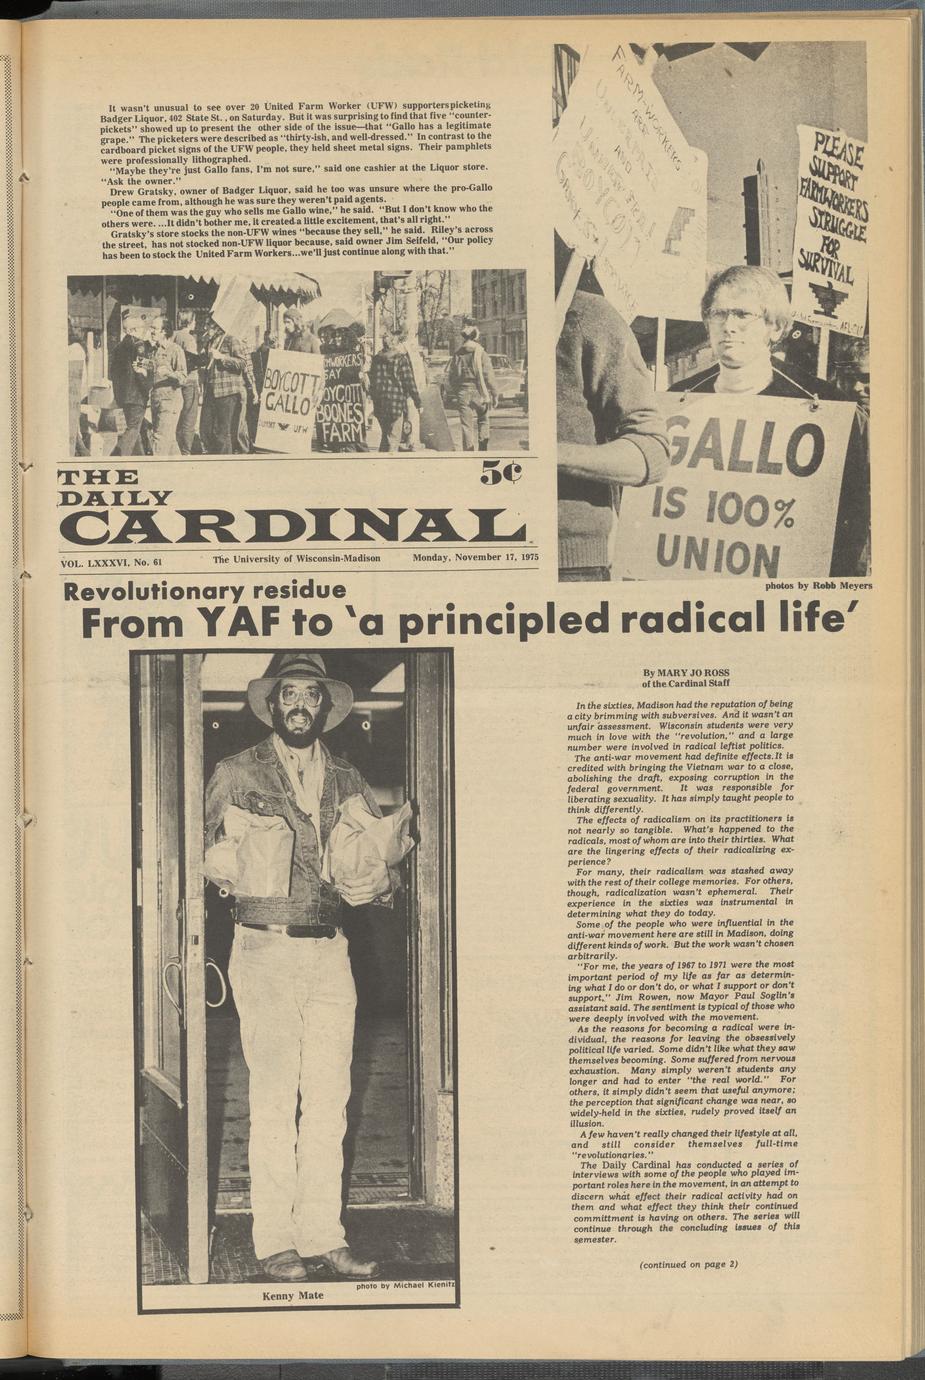 It wasn't unusual to see over 20 United Farm Worker (UFW) supporters picketing
Badger Liquor, 402 State St. , on Saturday. But it was surprising to find that five "counter-
pickets" showed up to present the other side of the issue—that "Gallo has a legitimate
grape." The picketers were described as "thirty-ish, and well-dressed." In contrast to the
cardboard picket signs of the UFW people, they held sheet metal signs. Their pamphlets
were professionally lithographed.
"Maybe they're just Gallo fans, I'm not sure," said one cashier at the Liquor store.
"Ask the owner."
Drew Gratsky, owner of Badger Liquor, said he too was unsure where the pro-Gallo
people came from, although he was sure they weren't paid agents.
"One of them was the guy who sells me Gallo wine," he said. "But I don't know who the
others were. ...It didn't bother me, it created a little excitement, that's all right."
Gratsky's store stocks the non-UFW wines "because they sell," he said. Riley's across
the street, has not stocked non-UFW liquor because, said owner Jim Seifeld, "Our policy
has been to stock the United Farm Workers...we'll just continue along with that."
BOYCOTT
GALLO
UFW
MWORKERS
SAY
OYCOTT
BOONES
FARM
FARM-WORKERS
PLEASE
SUPPORT
FARMWORKERS
STRUGGLE
FOR
SURVIVAL
AFL-CIO
GALLO
IS 100%
UNION
photos by Robb Meyers
THE
DAILY
CARDINAL
5¢
VOL. LXXXVI, No. 61 The University of Wisconsin-Madison Monday, November 17, 1975
Revolutionary residue
From YAF to 'a principled radical life'
photo by Michael Kienitz
Kenny Mate
By MARY JO ROSS
of the Cardinal Staff
In the sixties, Madison had the reputation of being
a city brimming with subversives. And it wasn't an
unfair assessment. Wisconsin students were very
much in love with the "revolution," and a large
number were involved in radical leftist politics.
The anti-war movement had definite effects.It is
credited with bringing the Vietnam war to a close,
abolishing the draft, exposing corruption in the
federal government. It was responsible for
liberating sexuality. It has simply taught people to
think differently.
The effects of radicalism on its practitioners is
not nearly so tangible. What's happened to the
radicals, most of whom are into their thirties. What
are the lingering effects of their radicalizing ex-
perience?
For many, their radicalism was stashed away
with the rest of their college memories. For others,
though, radicalization wasn't ephemeral. Their
experience in the sixties was instrumental in
determining what they do today.
Some of the people who were influential in the
anti-war movement here are still in Madison, doing
different kinds of work. But the work wasn't chosen
arbitrarily.
"For me, the years of 1967 to 1971 were the most
important period of my life as far as determin-
ing what I do or don't do, or what I support or don't
support," Jim Rowen, now Mayor Paul Soglin's
assistant said. The sentiment is typical of those who
were deeply involved with the movement.
As the reasons for becoming a radical were in-
dividual, the reasons for leaving the obsessively
political life varied. Some didn't like what they saw
themselves becoming. Some suffered from nervous
exhaustion. Many simply weren't students any
longer and had to enter "the real world." For
others, it simply didn't seem that useful anymore;
the perception that significant change was near, so
widely-held in the sixties, rudely proved itself an
illusion.
A few haven't really changed their lifestyle at all,
and still consider themselves full-time
"revolutionaries."
The Daily Cardinal has conducted a series of
interviews with some of the people who played im-
portant roles here in the movement, in an attempt to
discern what effect their radical activity had on
them and what effect they think their continued
committment is having on others. The series will
continue through the concluding issues of this
semester.
(continued on page 2)